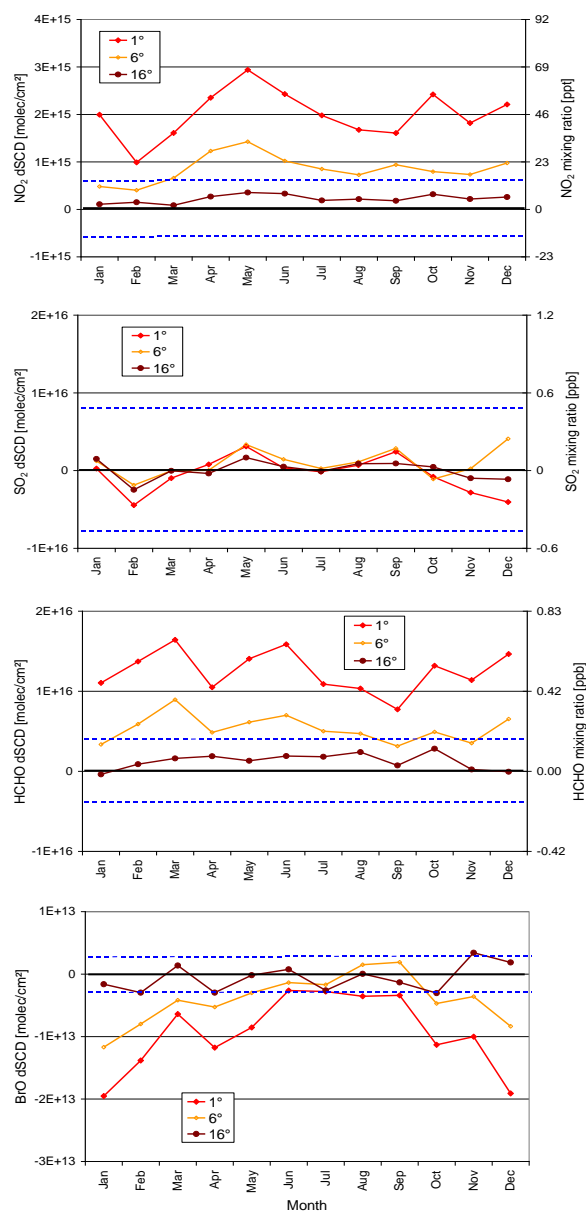 4E+15
3E+15
2E+15
1E+15
0
-1E+15
NO₂ dSCD [molec/cm²]
1°
6°
16°
92
69
46
23
0
-23
NO₂ mixing ratio [ppt]
Jan Feb Mar Apr May Jun Jul Aug Sep Oct Nov Dec
2E+16
1E+16
0
-1E+16
SO₂ dSCD [molec/cm²]
1°
6°
16°
1.2
0.6
0
-0.6
SO₂ mixing ratio [ppb]
Jan Feb Mar Apr May Jun Jul Aug Sep Oct Nov Dec
2E+16
1E+16
0
-1E+16
HCHO dSCD [molec/cm²]
1°
6°
16°
0.83
0.42
0.00
-0.42
HCHO mixing ratio [ppb]
Jan Feb Mar Apr May Jun Jul Aug Sep Oct Nov Dec
1E+13
0
-1E+13
-2E+13
-3E+13
BrO dSCD [molec/cm²]
1°
6°
16°
Jan Feb Mar Apr May Jun Jul Aug Sep Oct Nov Dec
Month